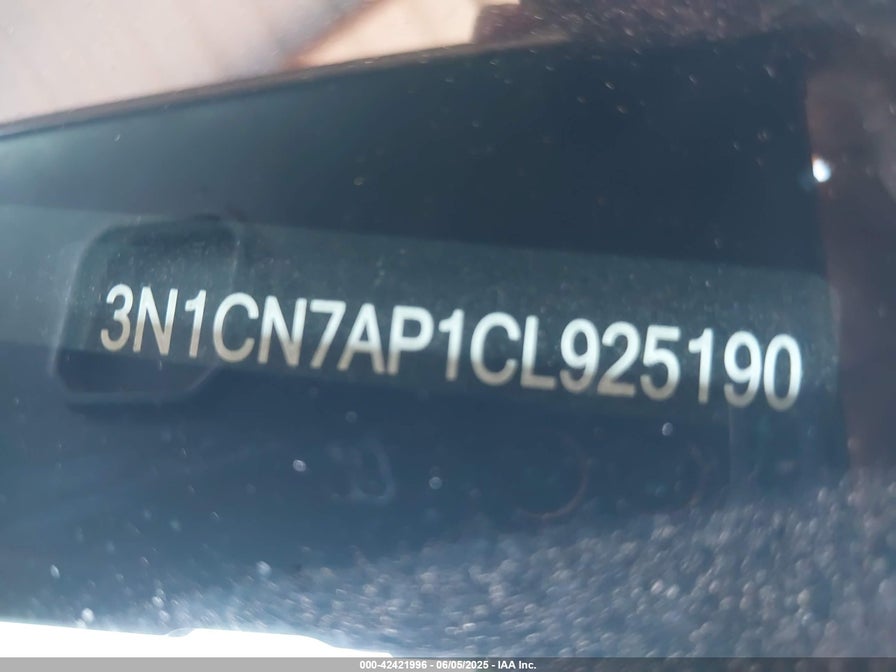 3N1CN7AP1CL925190
000-42421996 - 06/05/2025 - IAA Inc.